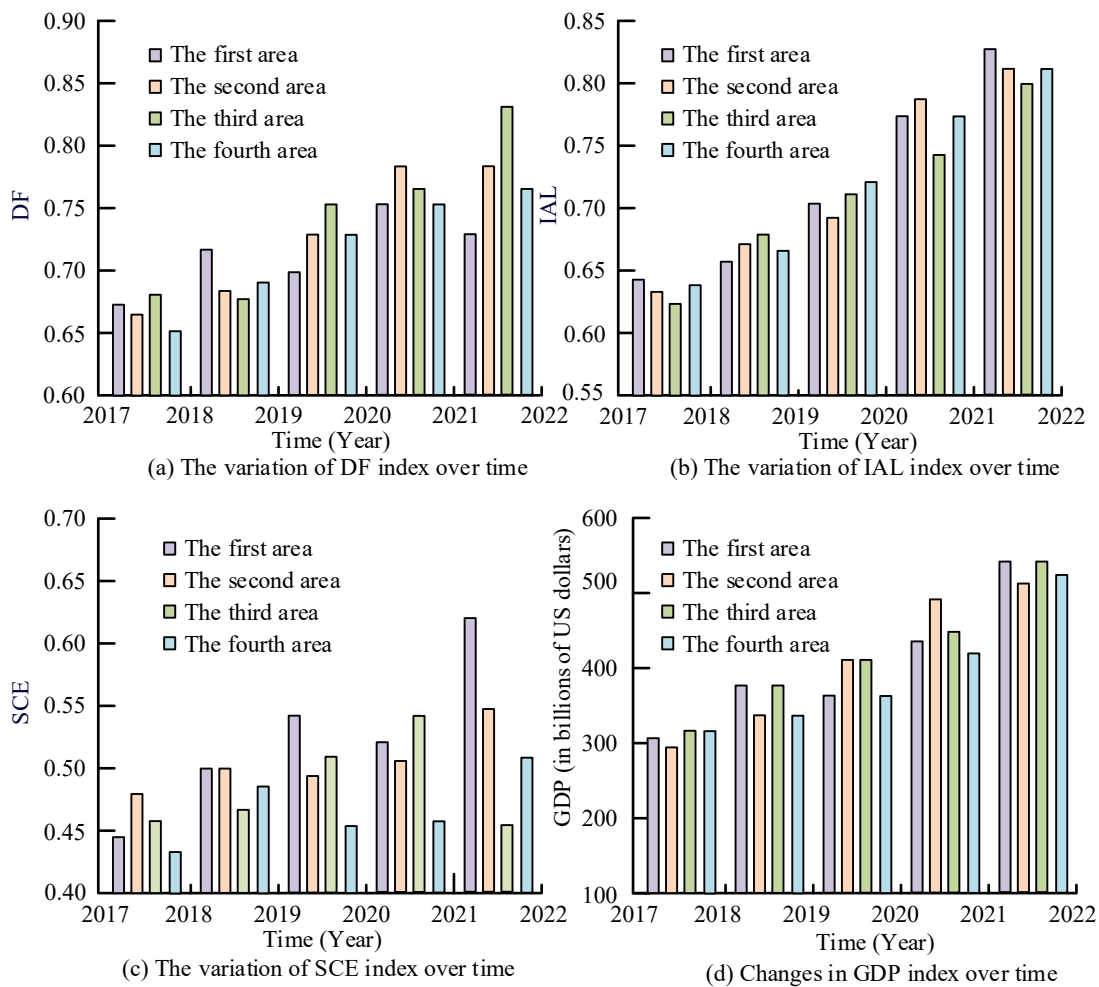 0.90
0.85
0.80
0.75
0.70
0.65
0.60
DF
The first area
The second area
The third area
The fourth area
2017 2018 2019 2020 2021 2022
Time (Year)
(a) The variation of DF index over time
0.85
0.80
0.75
0.70
0.65
0.60
0.55
IAL
The first area
The second area
The third area
The fourth area
2017 2018 2019 2020 2021 2022
Time (Year)
(b) The variation of IAL index over time
0.70
0.65
0.60
0.55
0.50
0.45
0.40
SCE
The first area
The second area
The third area
The fourth area
2017 2018 2019 2020 2021 2022
Time (Year)
(c) The variation of SCE index over time
600
500
400
300
200
100
GDP (in billions of US dollars)
The first area
The second area
The third area
The fourth area
2017 2018 2019 2020 2021 2022
Time (Year)
(d) Changes in GDP index over time